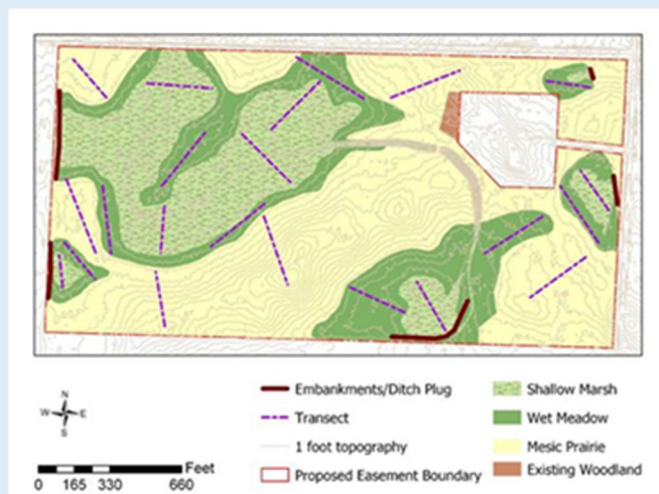 Embankments/Ditch Plug
Transect
1 foot topography
Proposed Easement Boundary
Shallow Marsh
Wet Meadow
Mesic Prairie
Existing Woodland
N
W E
S
Feet
0 165 330 660